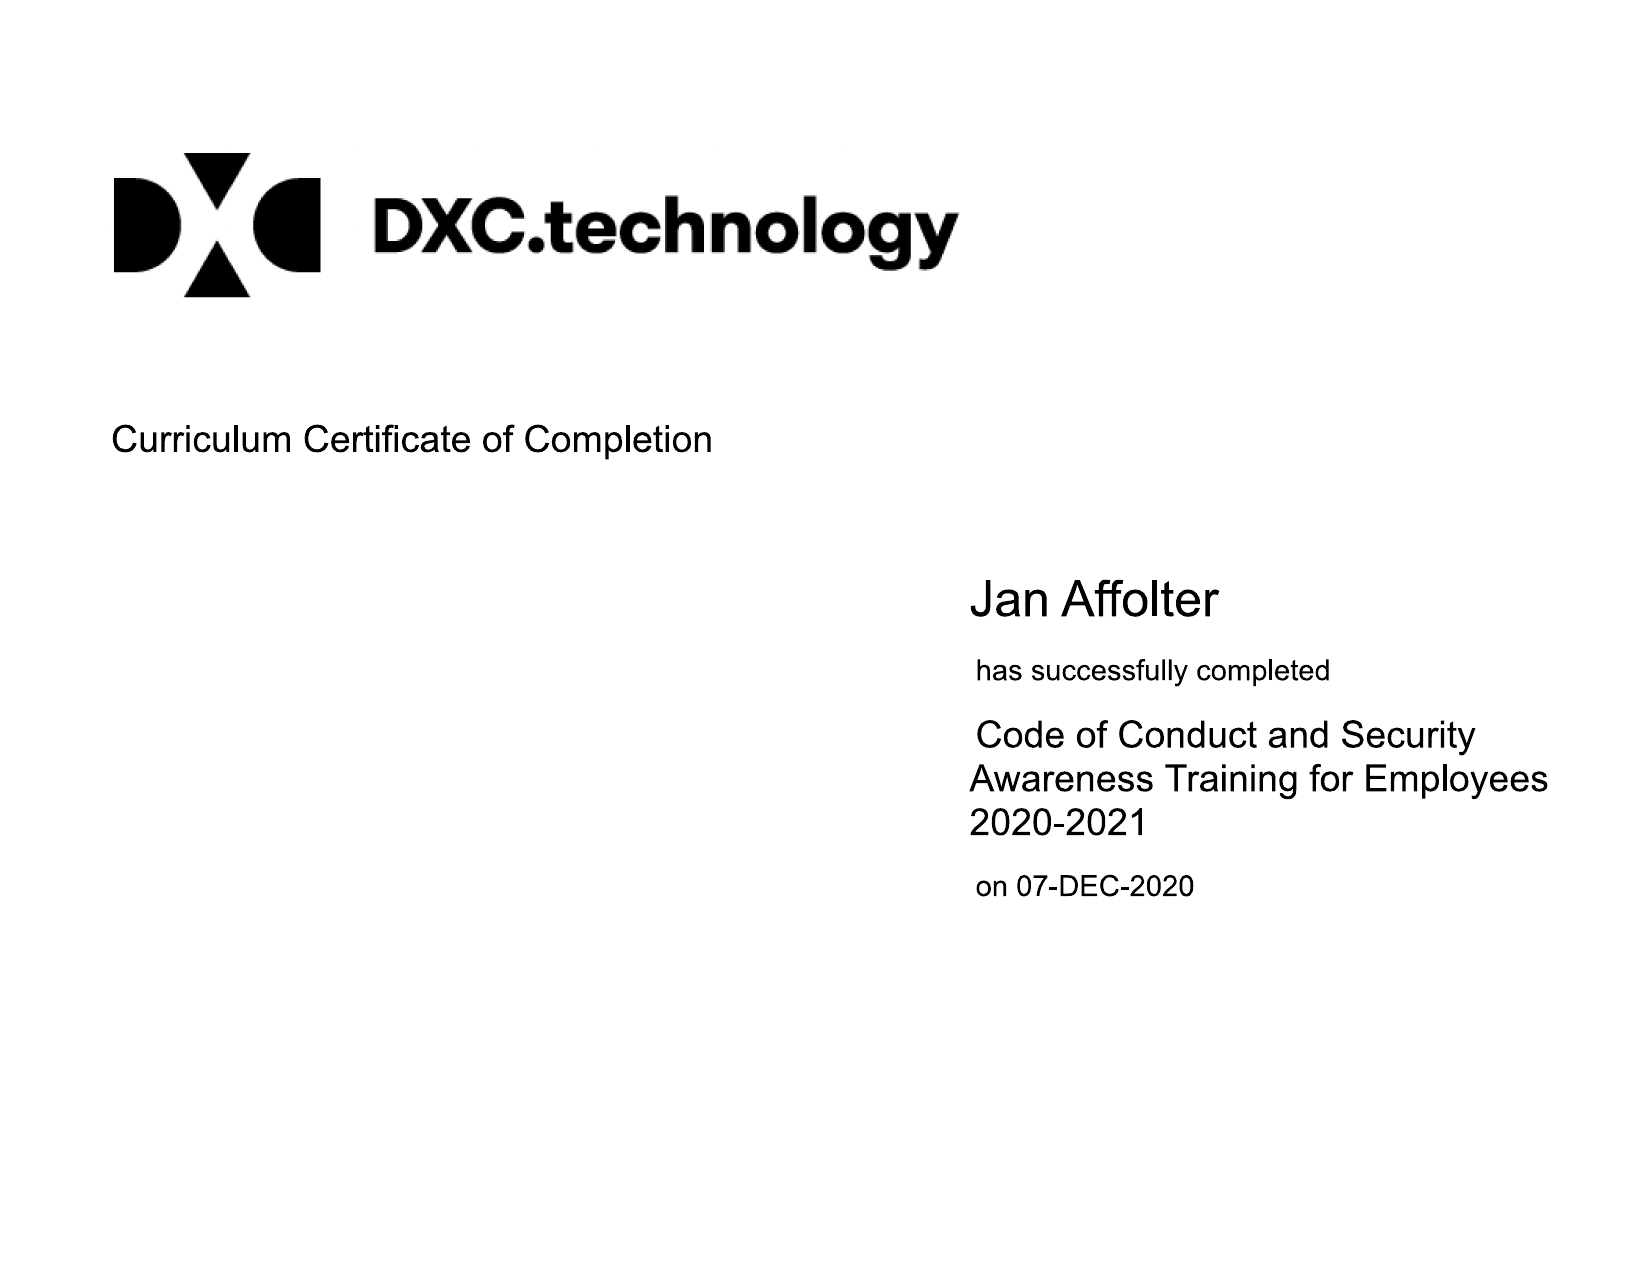 DXC DXC.technology
Curriculum Certificate of Completion
Jan Affolter
has successfully completed
Code of Conduct and Security
Awareness Training for Employees
2020-2021
on 07-DEC-2020